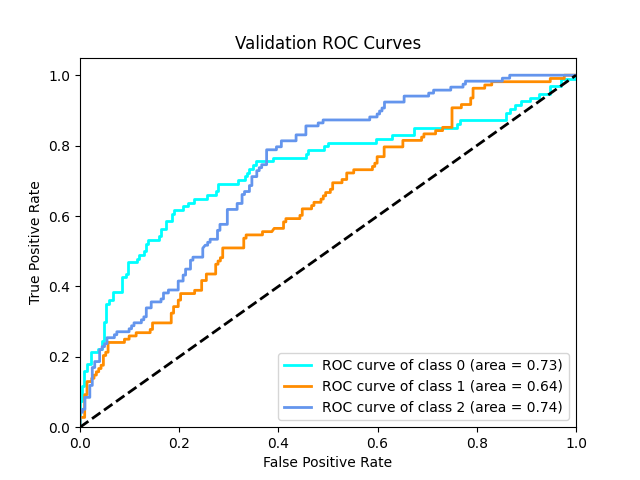 Validation ROC Curves
True Positive Rate
1.0
0.8
0.6
0.4
0.2
0.0
ROC curve of class 0 (area = 0.73)
ROC curve of class 1 (area = 0.64)
ROC curve of class 2 (area = 0.74)
0.0 0.2 0.4 0.6 0.8 1.0
False Positive Rate